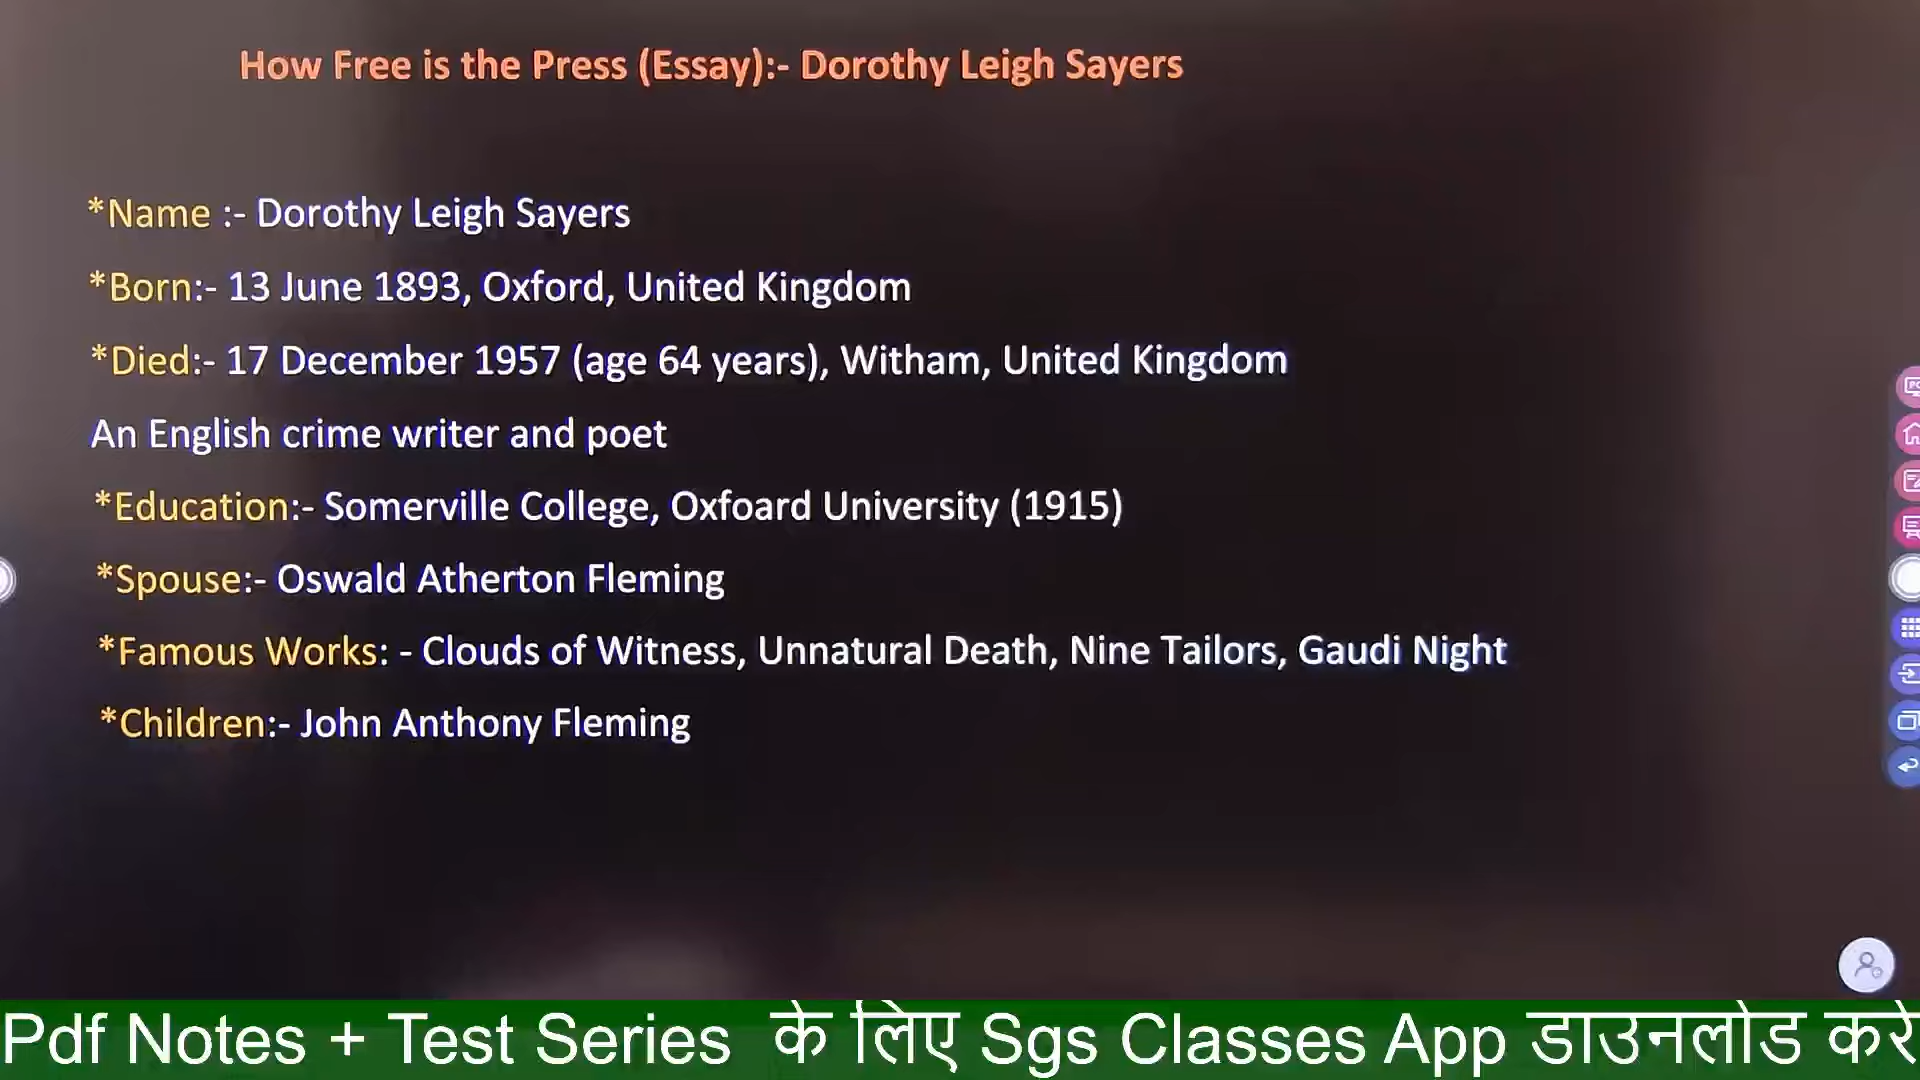 How Free is the Press (Essay):- Dorothy Leigh Sayers
*Name :- Dorothy Leigh Sayers
*Born:- 13 June 1893, Oxford, United Kingdom
*Died:- 17 December 1957 (age 64 years), Witham, United Kingdom
An English crime writer and poet
*Education:- Somerville College, Oxfoard University (1915)
*Spouse:- Oswald Atherton Fleming
*Famous Works: - Clouds of Witness, Unnatural Death, Nine Tailors, Gaudi Night
*Children:- John Anthony Fleming
Pdf Notes + Test Series के लिए Sgs Classes App डाउनलोड करे